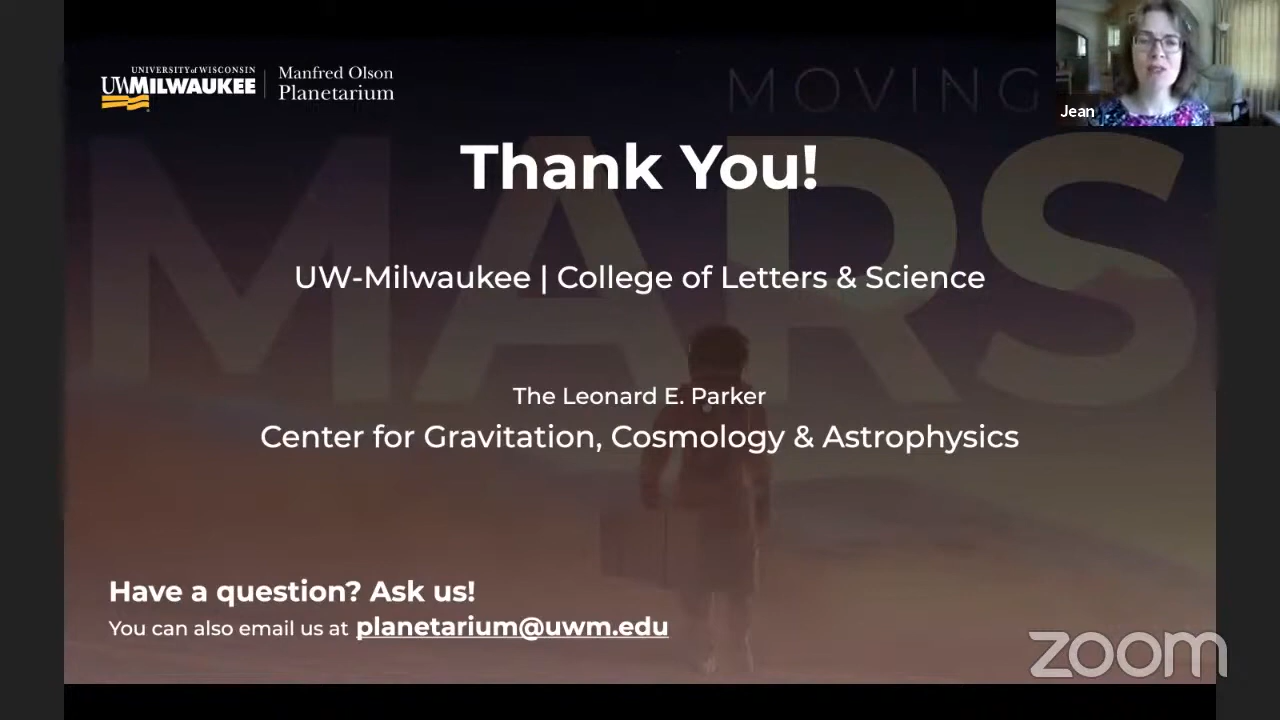 UNIVERSITY of WISCONSIN
UWMILWAUKEE
Manfred Olson
Planetarium
MOVING
Jean
MARS
Thank You!
UW-Milwaukee | College of Letters & Science
The Leonard E. Parker
Center for Gravitation, Cosmology & Astrophysics
Have a question? Ask us!
You can also email us at planetarium@uwm.edu
zoom